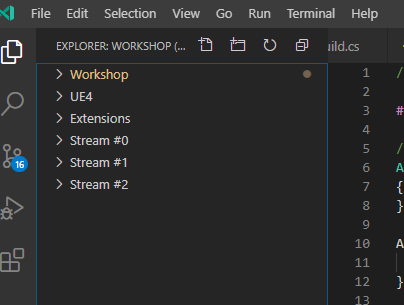 File Edit Selection View Go Run Terminal Help
EXPLORER: WORKSHOP (...
uild.cs
Workshop
UE4
Extensions
Stream #0
Stream #1
Stream #2
16
1 /
2
3 #
4
5 /
6 A
7 {
8 }
9
10 A
11
12 }